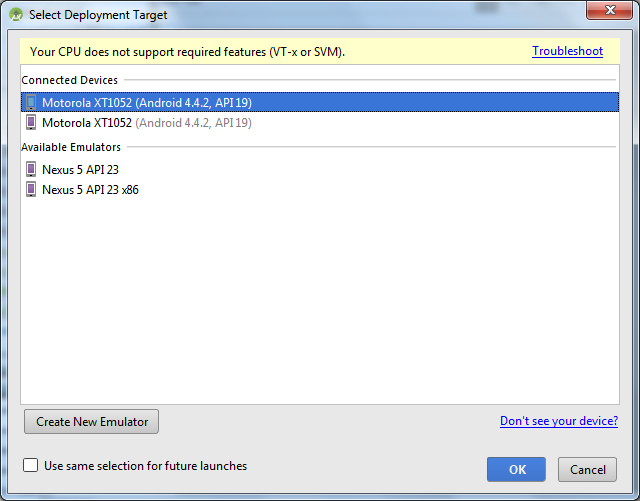 Select Deployment Target
Your CPU does not support required features (VT-x or SVM). Troubleshoot
Connected Devices
Motorola XT1052 (Android 4.4.2, API 19)
Motorola XT1052 (Android 4.4.2, API 19)
Available Emulators
Nexus 5 API 23
Nexus 5 API 23 x86
Create New Emulator Don't see your device?
Use same selection for future launches OK Cancel